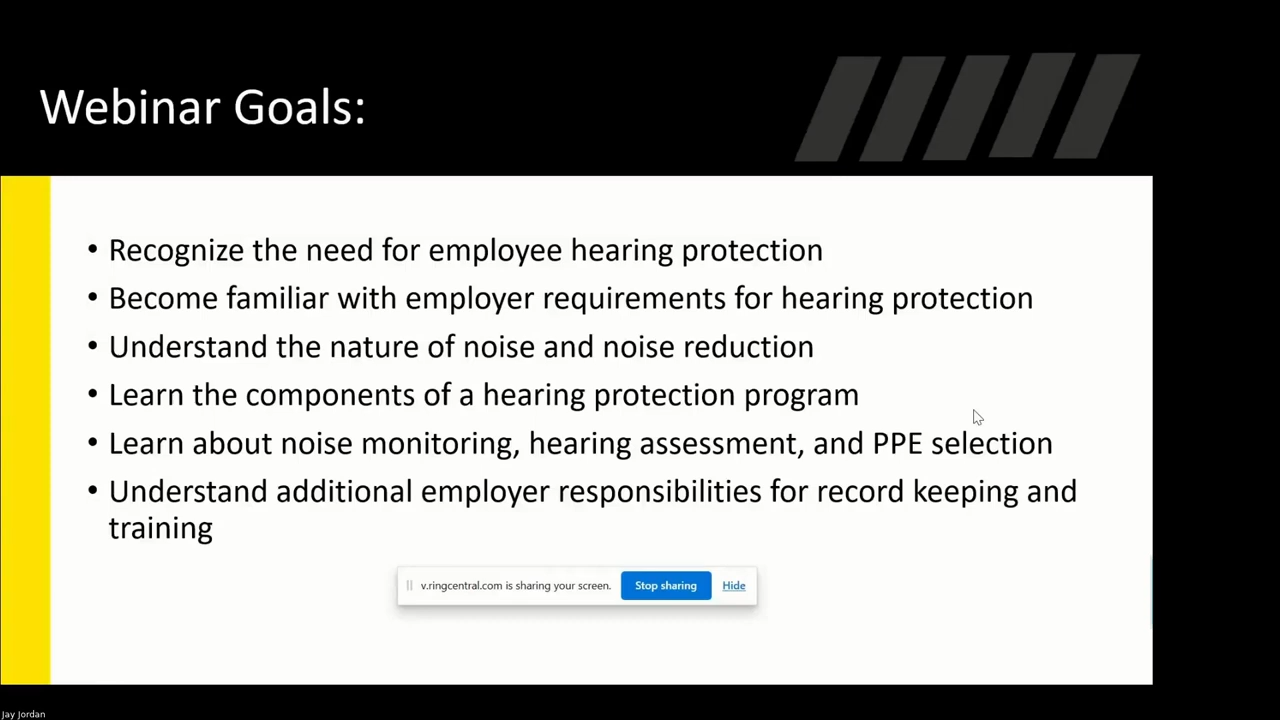 Webinar Goals:
• Recognize the need for employee hearing protection
• Become familiar with employer requirements for hearing protection
• Understand the nature of noise and noise reduction
• Learn the components of a hearing protection program
• Learn about noise monitoring, hearing assessment, and PPE selection
• Understand additional employer responsibilities for record keeping and
training
v.ringcentral.com is sharing your screen. Stop sharing Hide
Jay Jordan